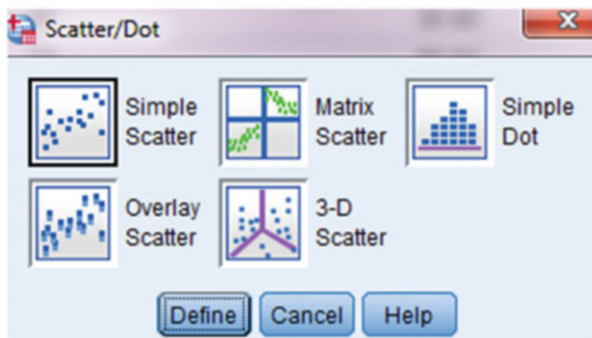 Scatter/Dot
Simple
Scatter
Matrix
Scatter
Simple
Dot
Overlay
Scatter
3-D
Scatter
Define
Cancel
Help